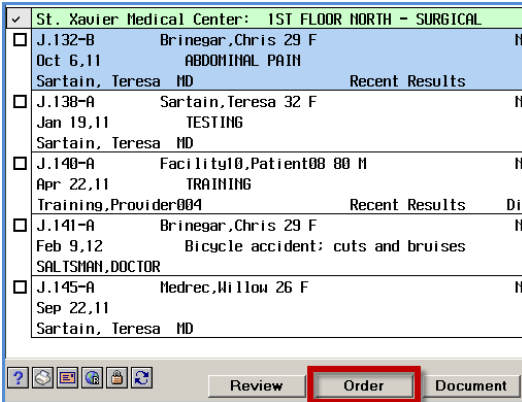 St. Xavier Medical Center: 1ST FLOOR NORTH - SURGICAL
J.132-B Brinegar,Chris 29 F N
Oct 6,11 ABDOMINAL PAIN
Sartain, Teresa MD Recent Results
J.138-A Sartain,Teresa 32 F N
Jan 19,11 TESTING
Sartain, Teresa MD
J.140-A Facility10,Patient08 80 M N
Apr 22,11 TRAINING
Training,Provider004 Recent Results Di
J.141-A Brinegar,Chris 29 F N
Feb 9,12 Bicycle accident; cuts and bruises
SALTSMAN,DOCTOR
J.145-A Medrec,Willow 26 F N
Sep 22,11
Sartain, Teresa MD
? Review Order Document